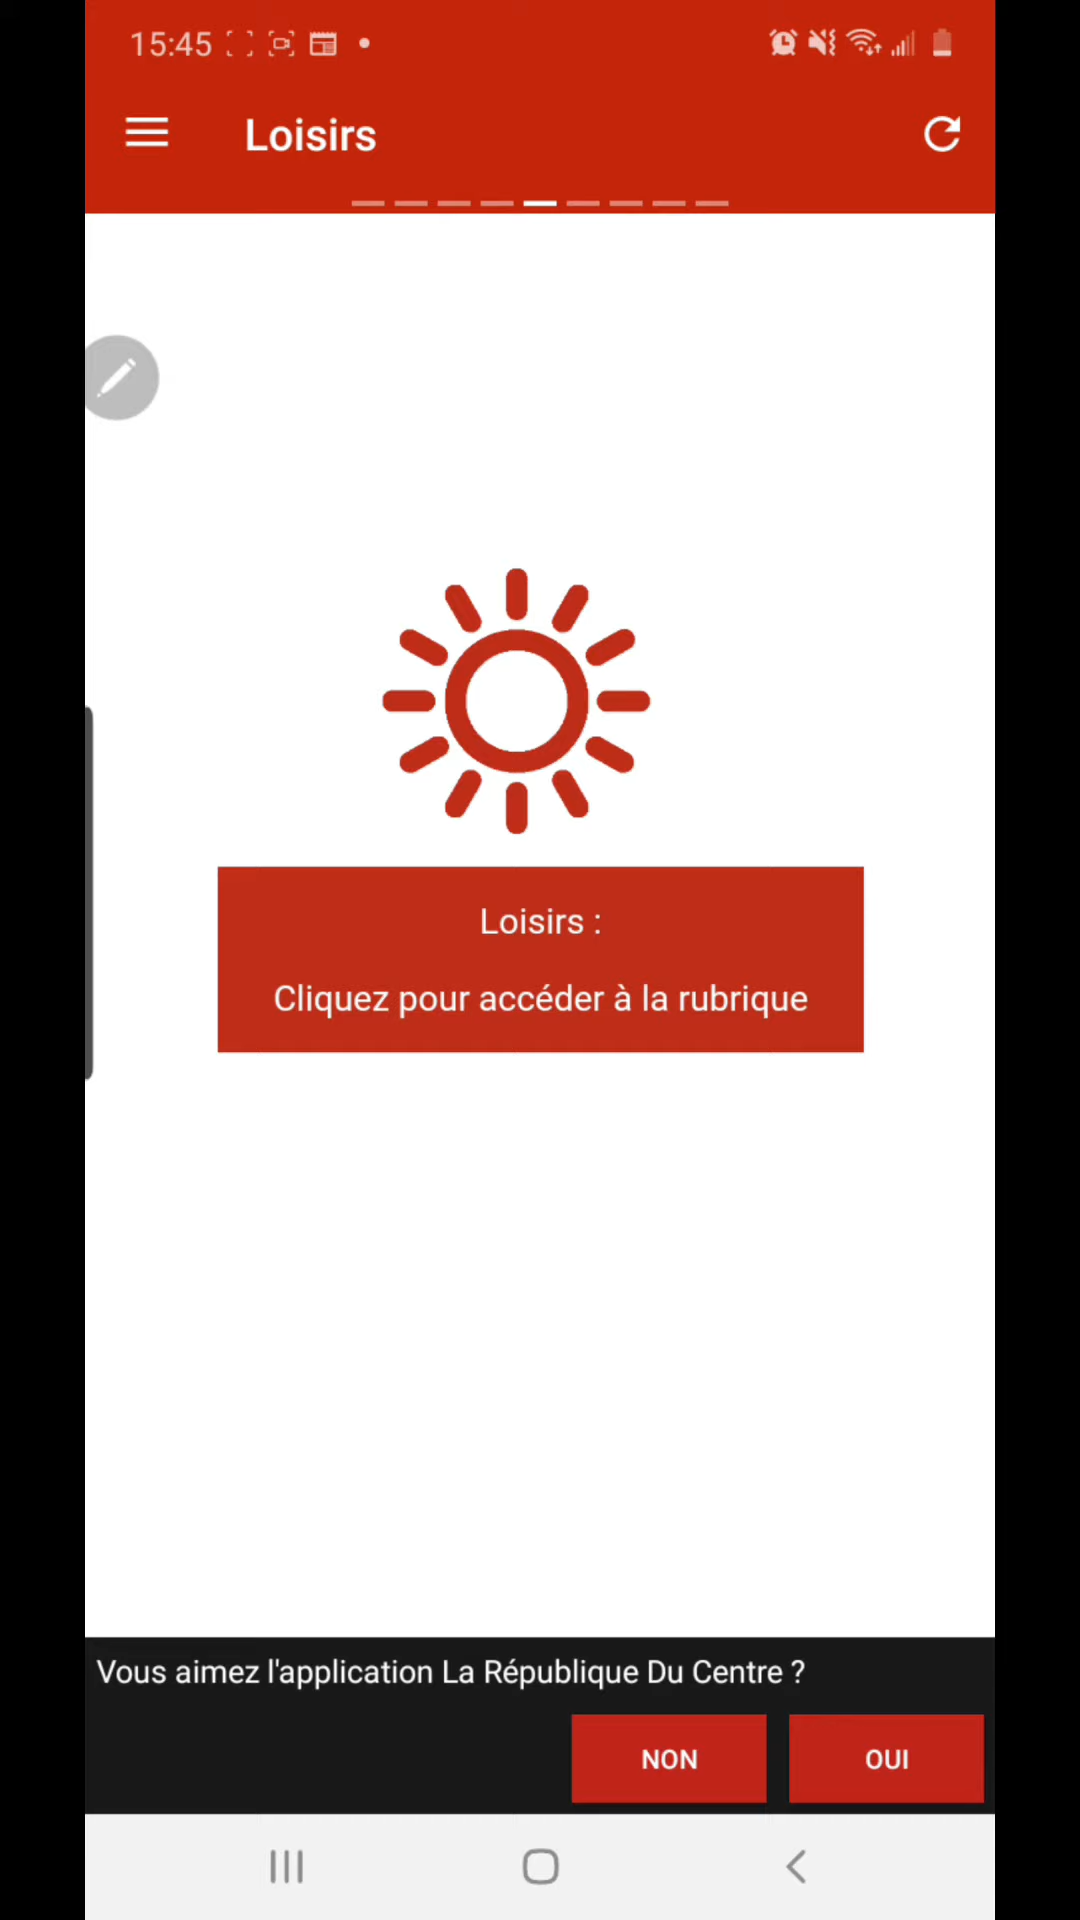 15:45
Loisirs
Loisirs :
Cliquez pour accéder à la rubrique
Vous aimez l'application La République Du Centre ?
NON
OUI